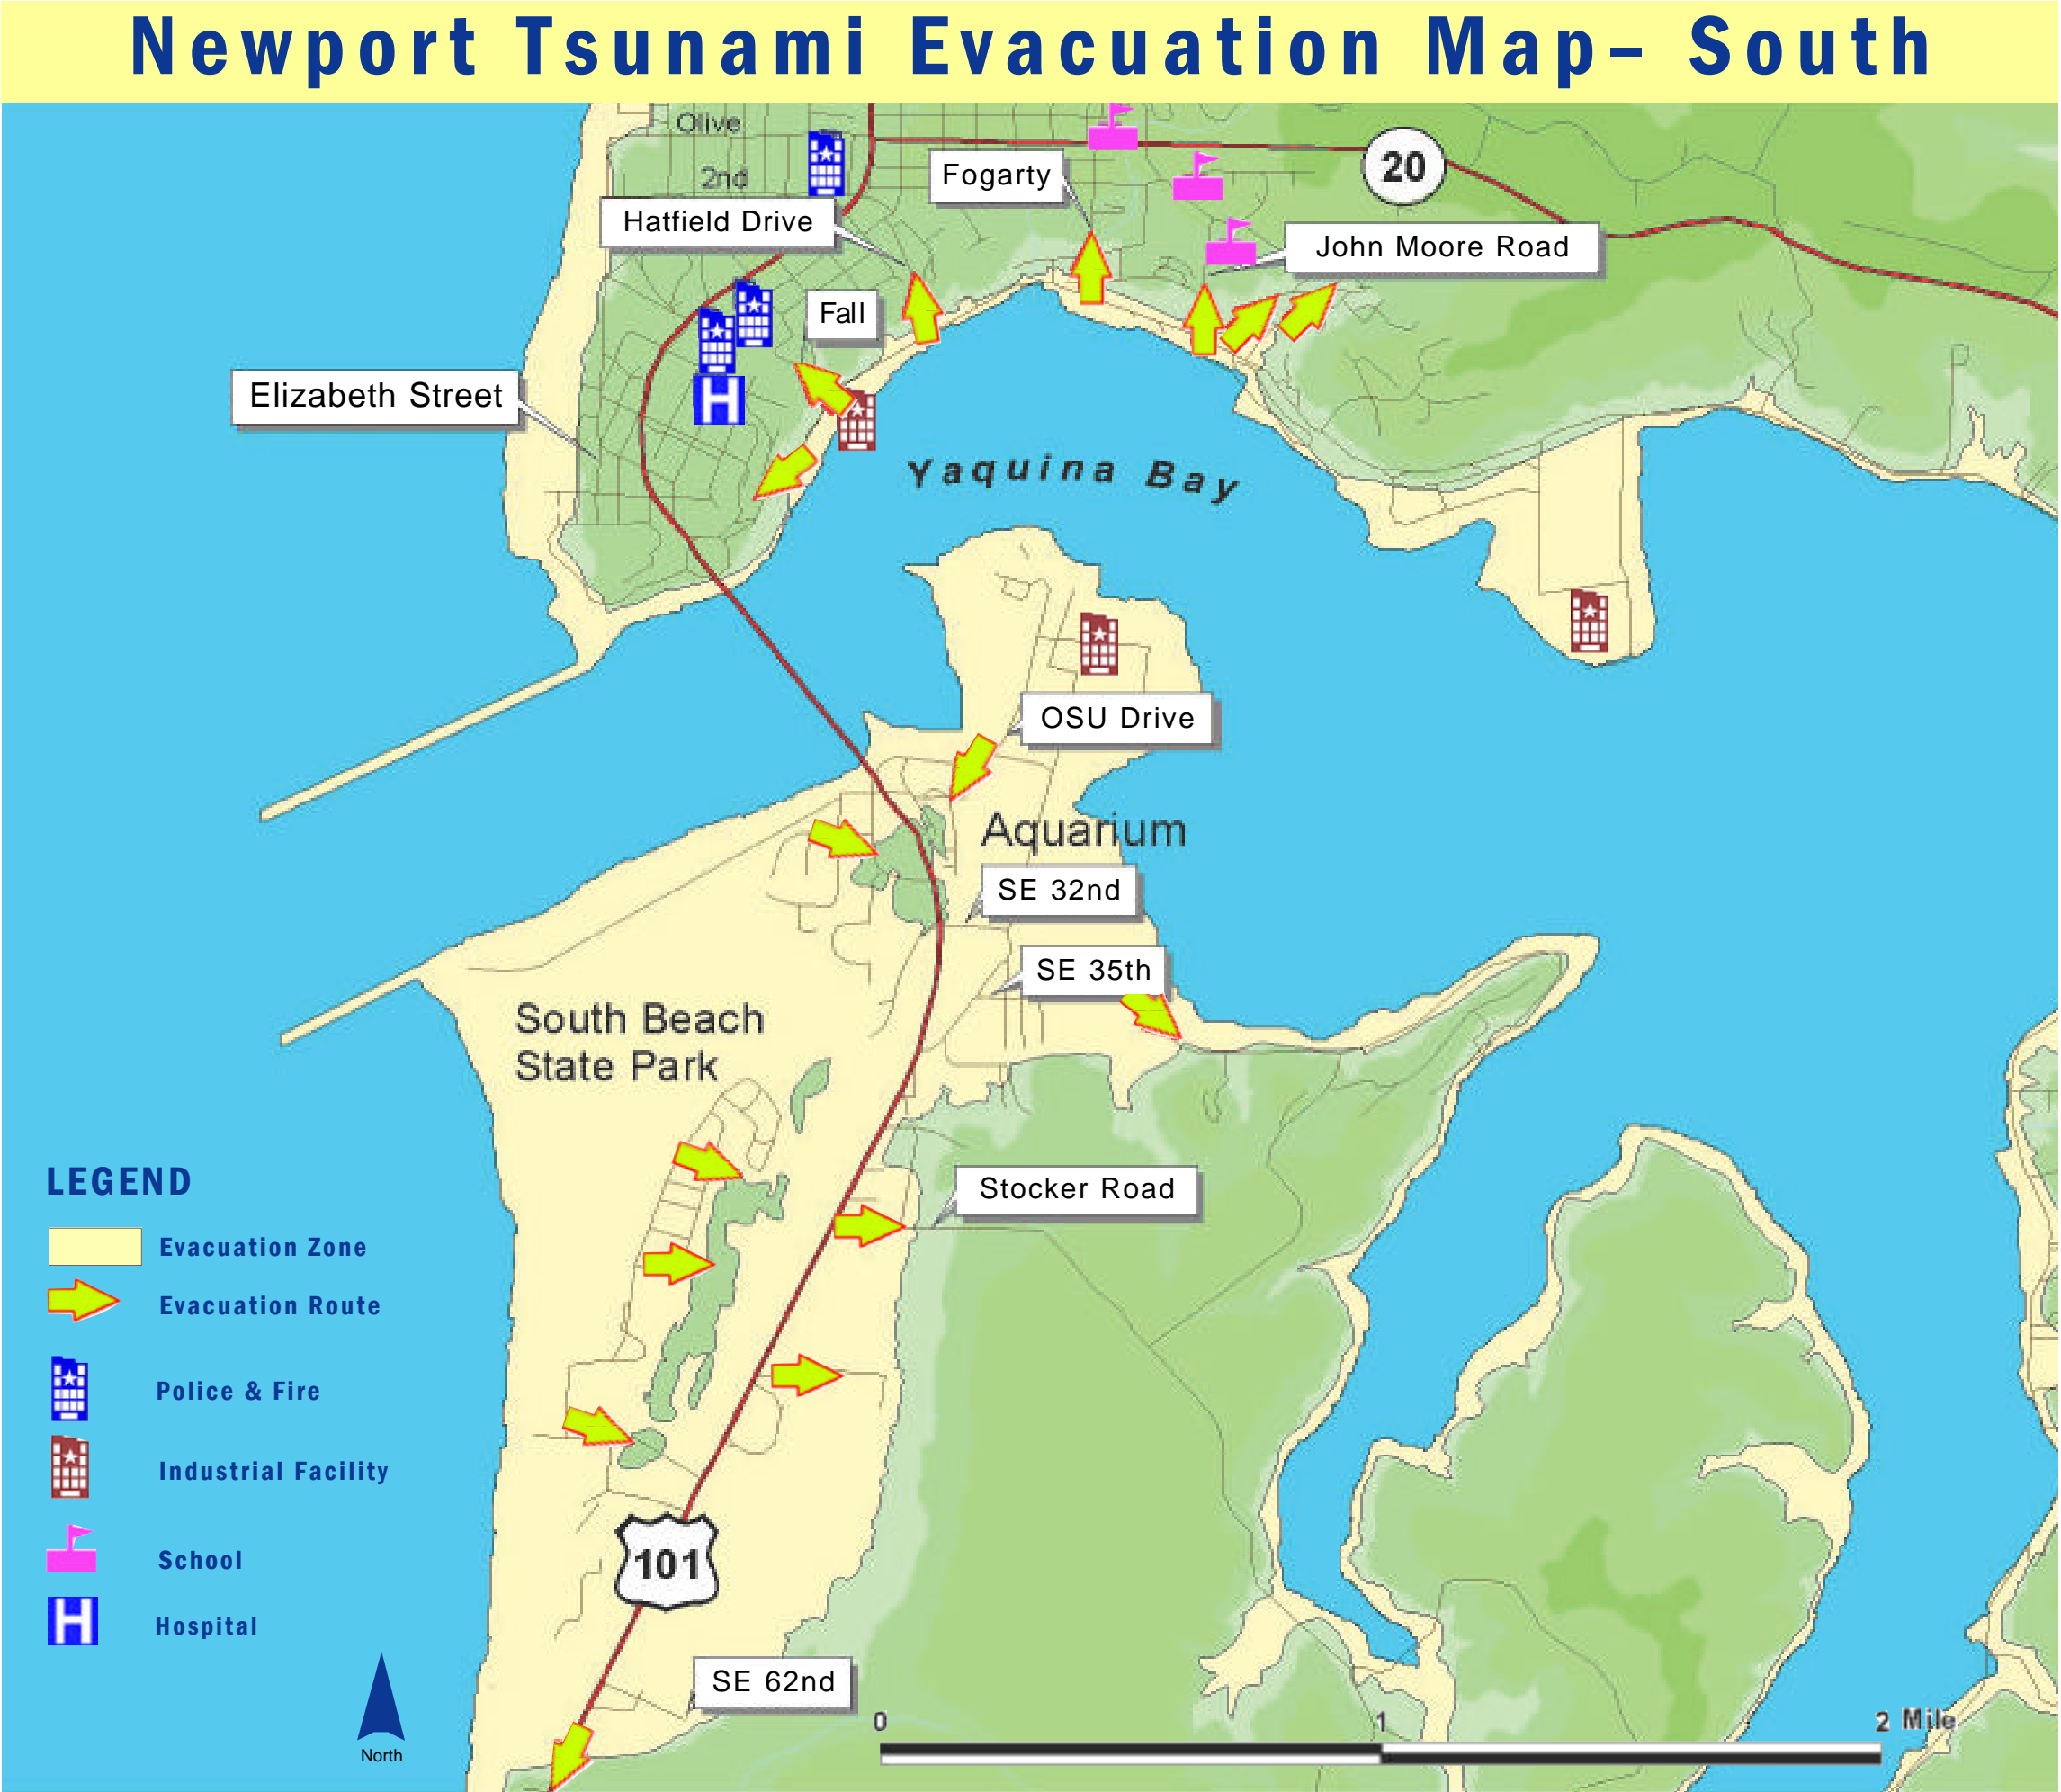 Newport Tsunami Evacuation Map– South
Olive
2nd
Fogarty
20
Hatfield Drive
John Moore Road
Fall
Elizabeth Street
Yaquina Bay
OSU Drive
Aquarium
SE 32nd
SE 35th
South Beach
State Park
Stocker Road
LEGEND
Evacuation Zone
Evacuation Route
Police & Fire
Industrial Facility
School
H
Hospital
H
101
SE 62nd
North
0 1 2 Mile